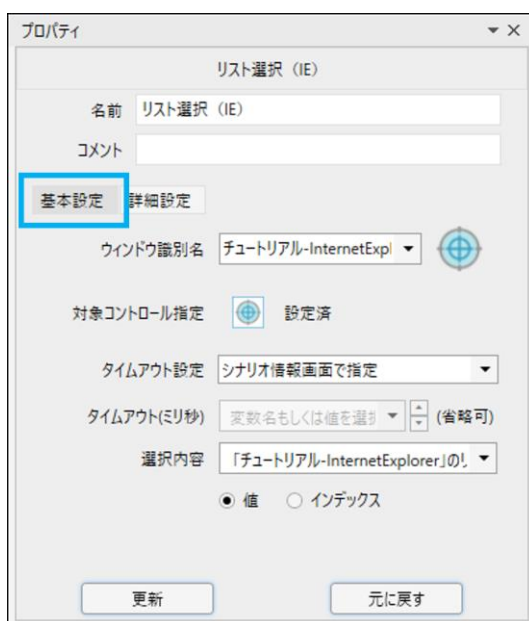 プロパティ
リスト選択（IE）
名前 リスト選択（IE）
コメント
基本設定 詳細設定
ウィンドウ識別名 チュートリアル-InternetExpl
対象コントロール指定 設定済
タイムアウト設定 シナリオ情報画面で指定
タイムアウト(ミリ秒) 変数名もしくは値を選択 (省略可)
選択内容 「チュートリアル-InternetExplorer」のリ
値 インデックス
更新 元に戻す